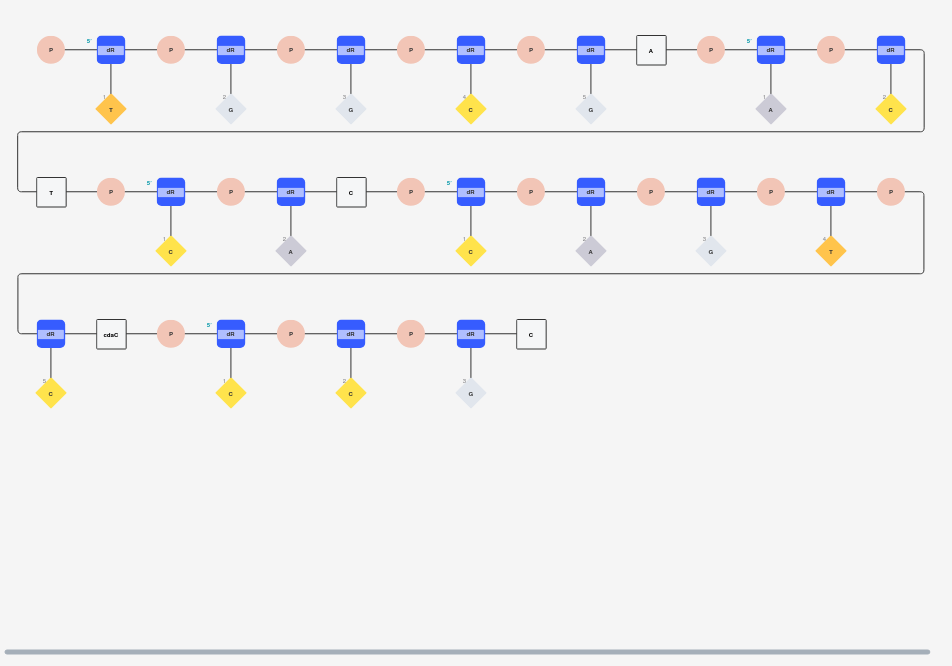 P 5' dR P dR P dR P dR P dR A P 5' dR P dR
1 T 2 G 3 G 4 C 5 G 1 A 2 C
T P 5' dR P dR C P 5' dR P dR P dR P dR P
1 C 2 A 1 C 2 A 3 G 4 T
dR cdaC P 5' dR P dR P dR C
5 C 1 C 2 C 3 G